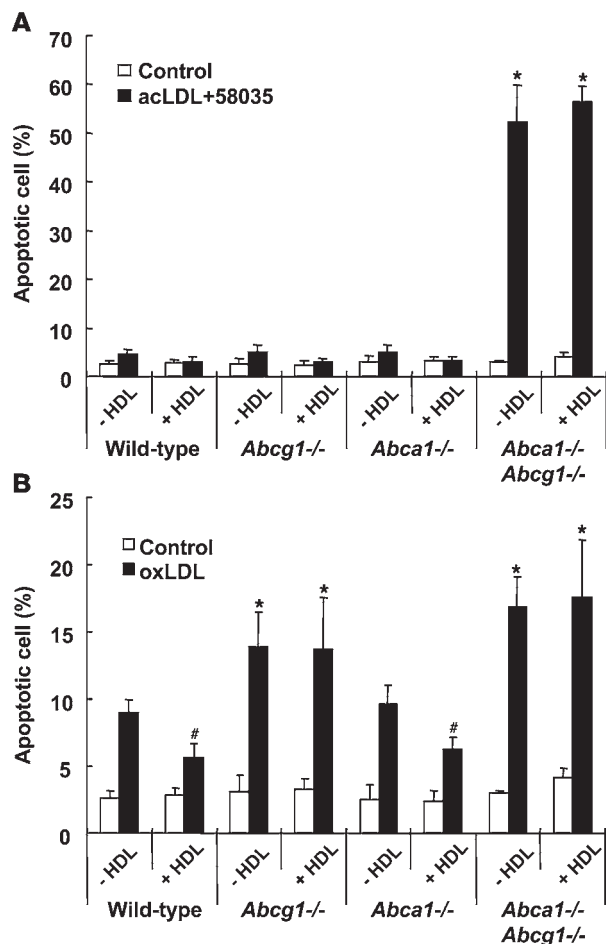 A
Control
acLDL+58035
Apoptotic cell (%)
70
60
50
40
30
20
10
0
*
*
- HDL
+ HDL
- HDL
+ HDL
- HDL
+ HDL
- HDL
+ HDL
Wild-type
Abcg1-/-
Abca1-/-
Abca1-/-
Abcg1-/-
B
Control
oxLDL
Apoptotic cell (%)
25
20
15
10
5
0
#
*
*
#
*
*
- HDL
+ HDL
- HDL
+ HDL
- HDL
+ HDL
- HDL
+ HDL
Wild-type
Abcg1-/-
Abca1-/-
Abca1-/-
Abcg1-/-